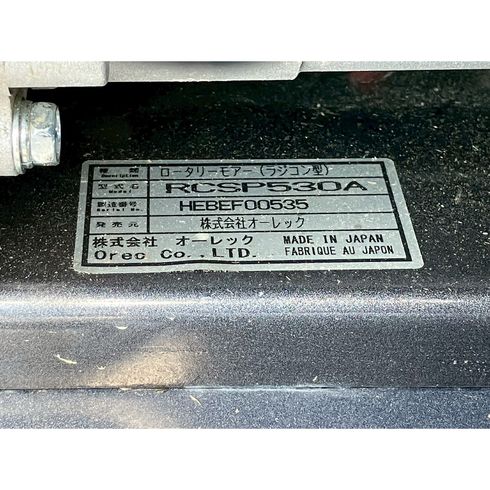 種類 ロータリーモアー(ラジコン型)
Description
型式名 RCSP530A
Model
製造番号 HEBEF00535
Serial No.
発売元 株式会社オーレック
株式会社 オーレック MADE IN JAPAN
Orec Co.,LTD. FABRIQUE AU JAPON